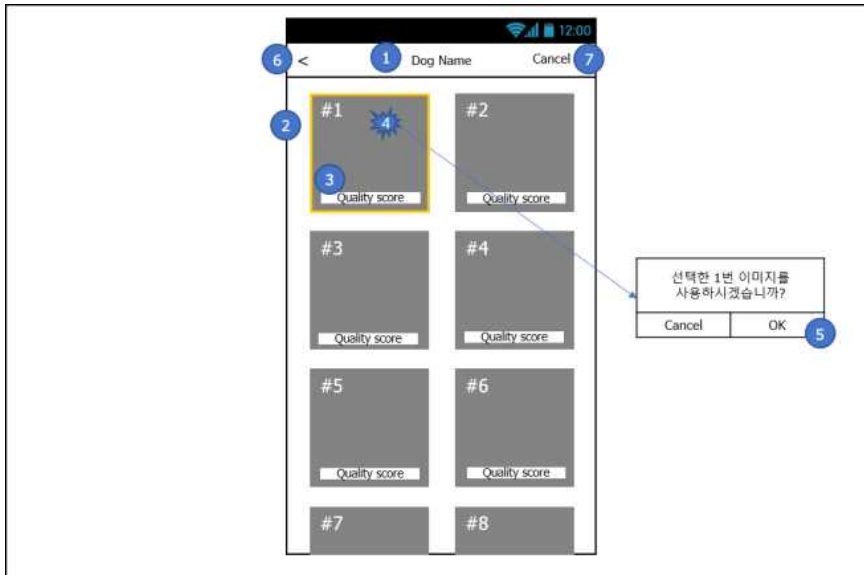 12:00
6 < 1 Dog Name Cancel 7
2 #1 4 #2
3
Quality score Quality score
#3 #4
선택한 1번 이미지를
사용하시겠습니까?
Cancel OK 5
Quality score Quality score
#5 #6
Quality score Quality score
#7 #8